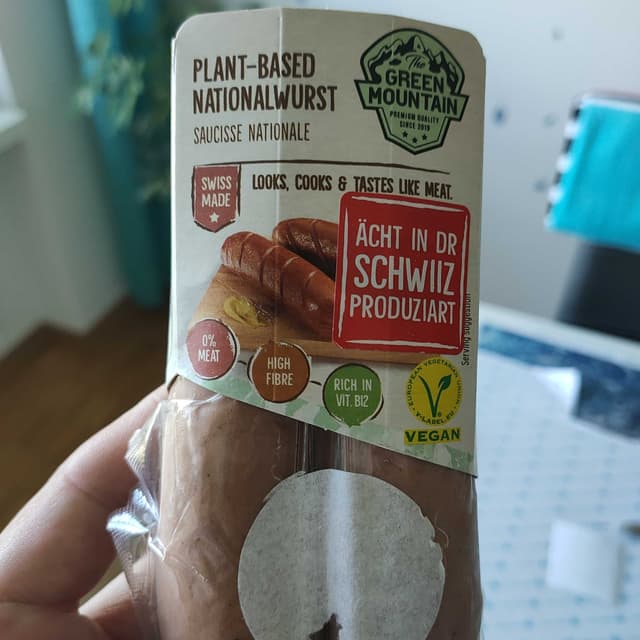 PLANT-BASED
NATIONALWURST
SAUCISSE NATIONALE
The
GREEN
MOUNTAIN
PREMIUM QUALITY
SINCE 2019
SWISS
MADE
LOOKS, COOKS & TASTES LIKE MEAT.
ÄCHT IN DR
SCHWIIZ
PRODUZIART
Serving suggestion
0%
MEAT
HIGH
FIBRE
RICH IN
VIT. B12
EUROPEAN VEGETARIAN UNION
V-LABEL.EU
VEGAN